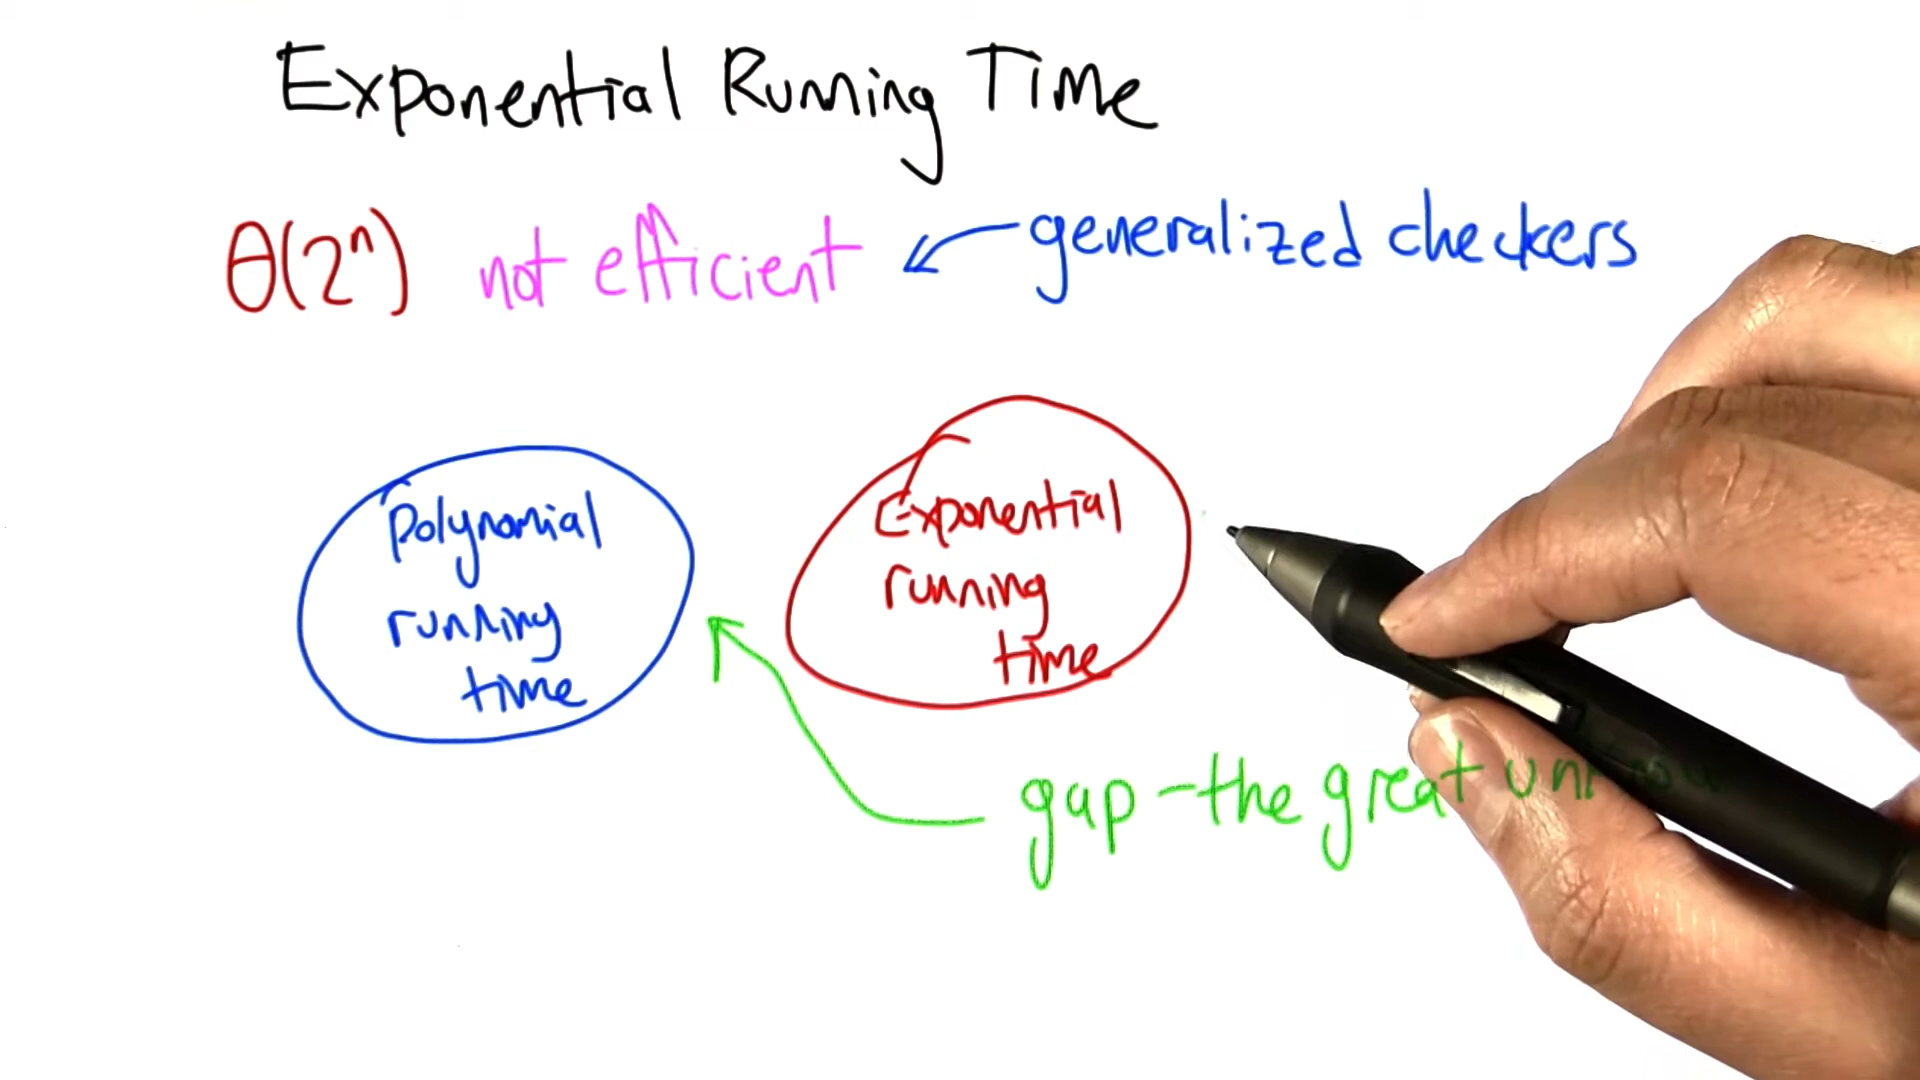 Exponential Running Time
θ(2ⁿ) not efficient ← generalized checkers
Polynomial
running
time
Exponential
running
time
gap - the great